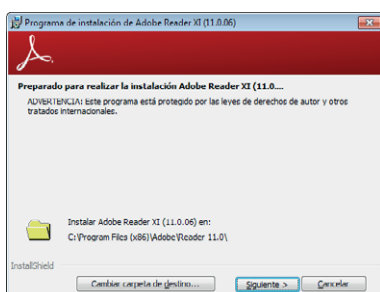 Programa de instalación de Adobe Reader XI (11.0.06)
Preparado para realizar la instalación Adobe Reader XI (11.0....
ADVERTENCIA: Este programa está protegido por las leyes de derechos de autor y otros
tratados internacionales.
Instalar Adobe Reader XI (11.0.06) en:
C:\Program Files (x86)\Adobe\Reader 11.0\
InstallShield
Cambiar carpeta de destino...
Siguiente >
Cancelar